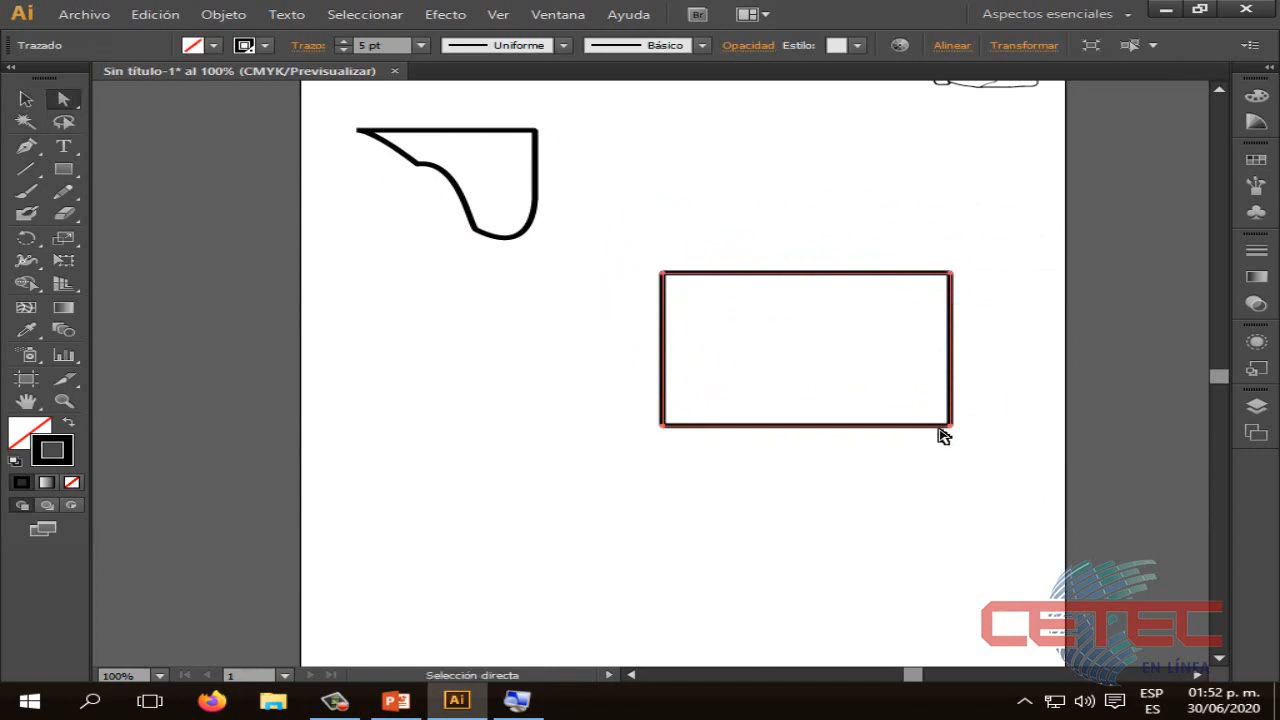 Ai Archivo Edición Objeto Texto Seleccionar Efecto Ver Ventana Ayuda Br Aspectos esenciales
Trazado Trazo: 5 pt Uniforme Básico Opacidad Estilo: Alinear Transformar
Sin título-1* al 100% (CMYK/Previsualizar)
T
CETEC
EN LÍNEA
100% 1 Selección directa
Ai ESP 01:52 p. m.
ES 30/06/2020